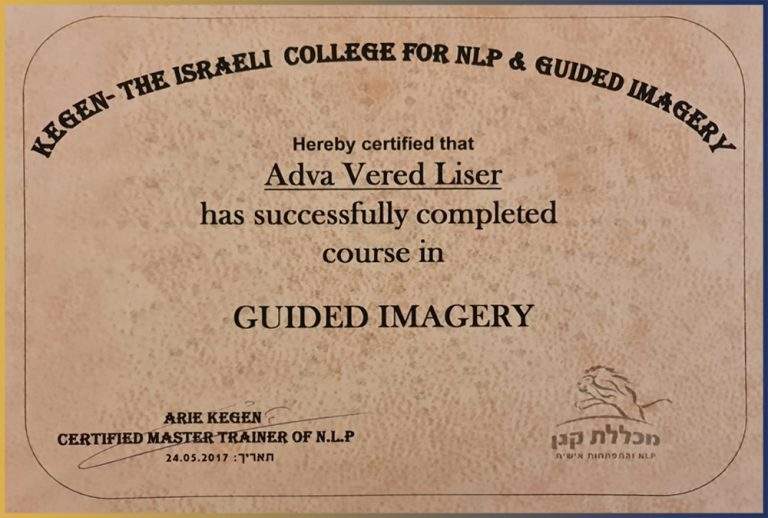 KEGEN- THE ISRAELI COLLEGE FOR NLP & GUIDED IMAGERY
Hereby certified that
Adva Vered Liser
has successfully completed
course in
GUIDED IMAGERY
ARIE KEGEN
CERTIFIED MASTER TRAINER OF N.L.P
תאריך: 24.05.2017
מכללת קגן
NLP והתפתחות אישית